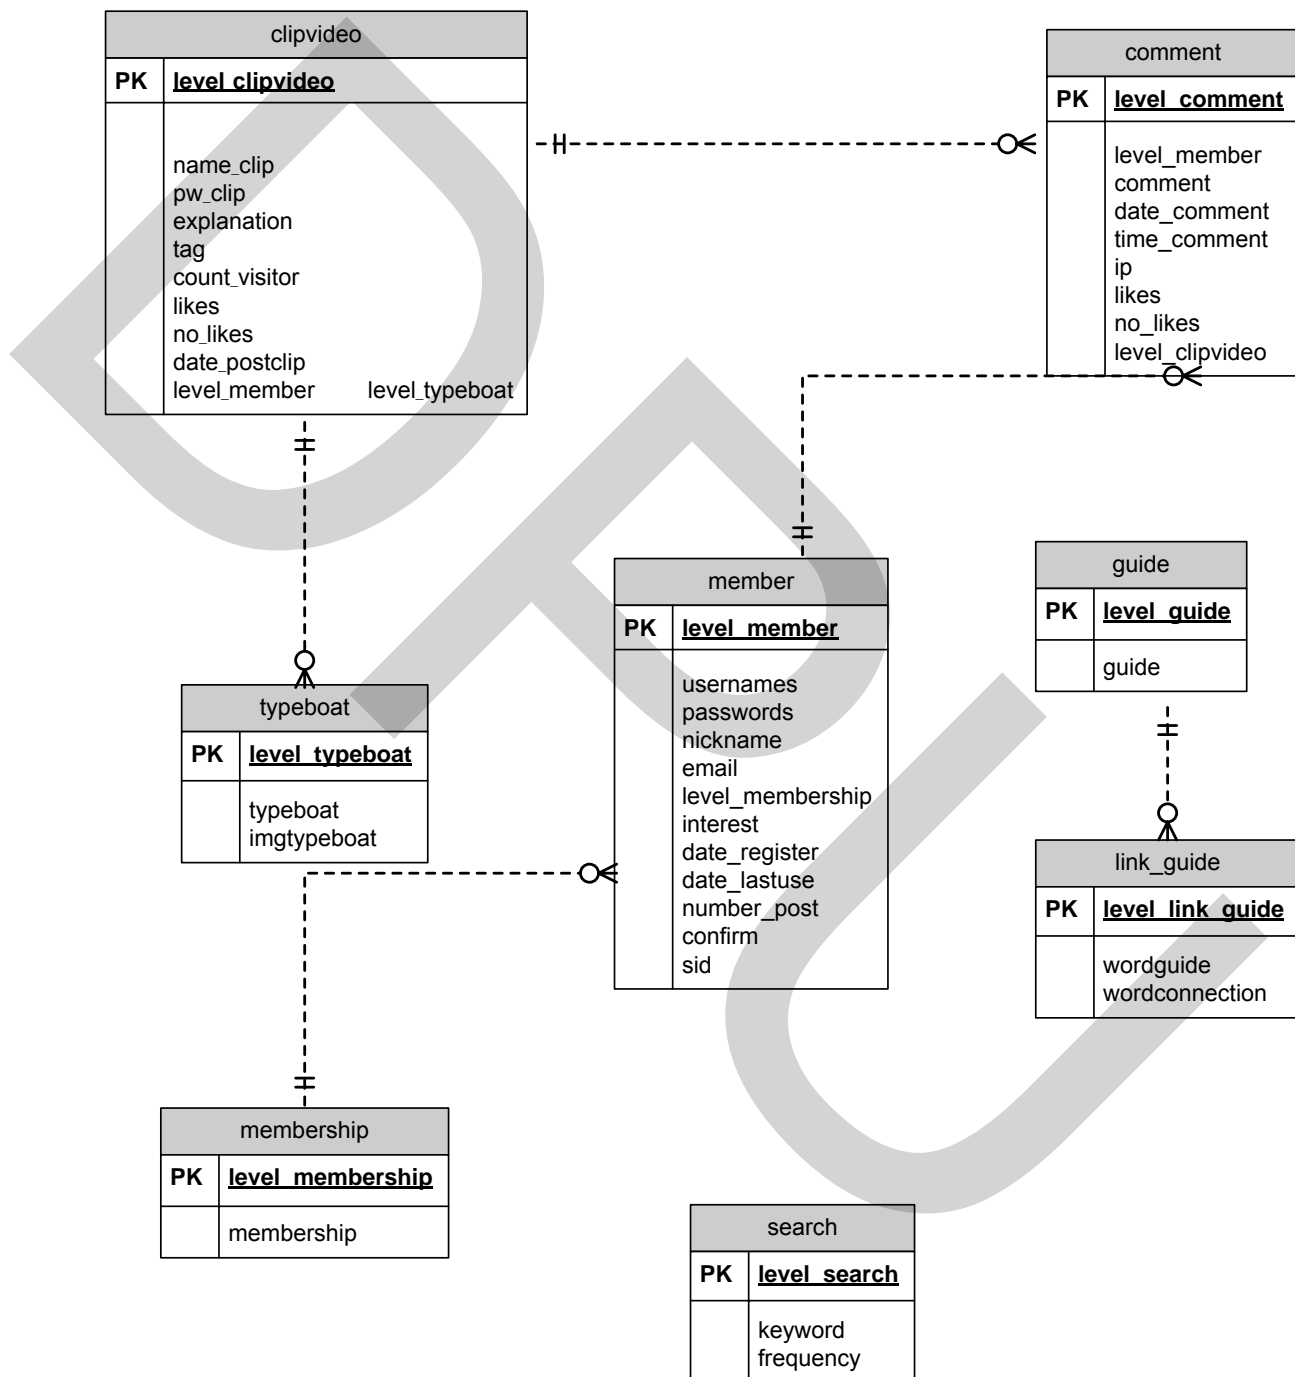 clipvideo
PK level_clipvideo
name_clip
pw_clip
explanation
tag
count_visitor
likes
no_likes
date_postclip
level_member level_typeboat
comment
PK level_comment
level_member
comment
date_comment
time_comment
ip
likes
no_likes
level_clipvideo
member
PK level_member
usernames
passwords
nickname
email
level_membership
interest
date_register
date_lastuse
number_post
confirm
sid
guide
PK level_guide
guide
typeboat
PK level_typeboat
typeboat
imgtypeboat
link_guide
PK level_link_guide
wordguide
wordconnection
membership
PK level_membership
membership
search
PK level_search
keyword
frequency
DPU